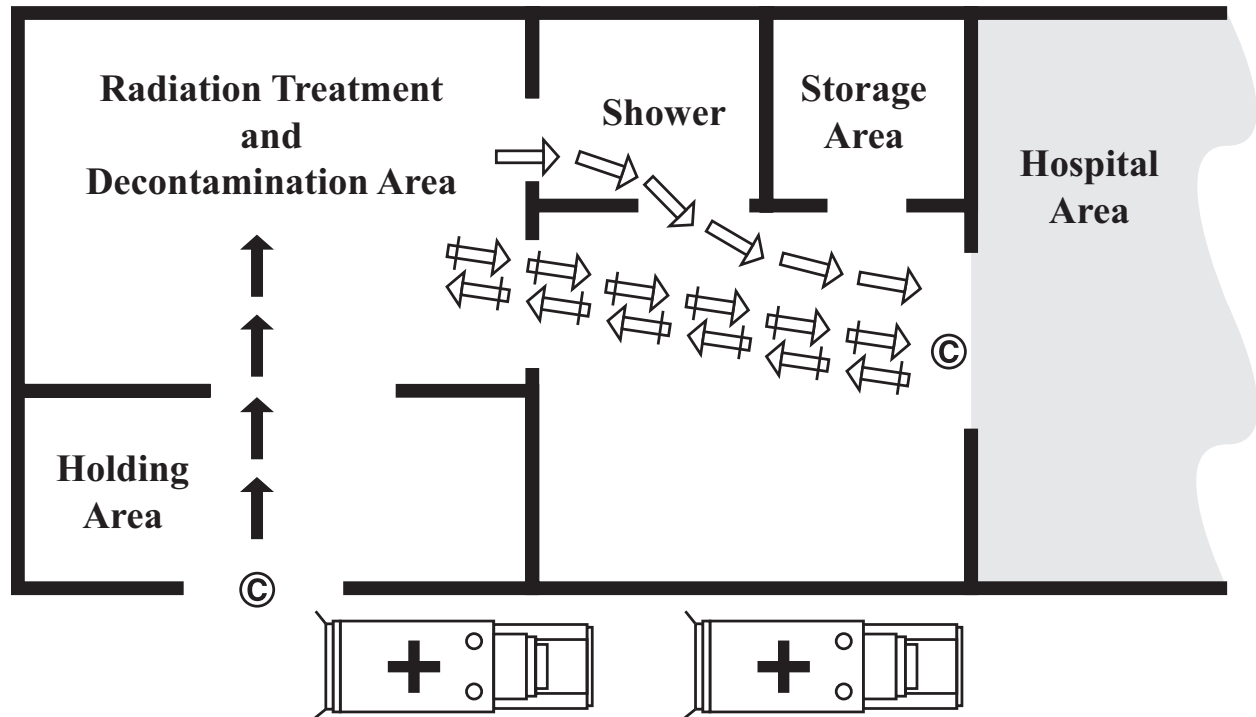 Radiation Treatment
and
Decontamination Area
Shower
Storage
Area
Hospital
Area
Holding
Area
©
©